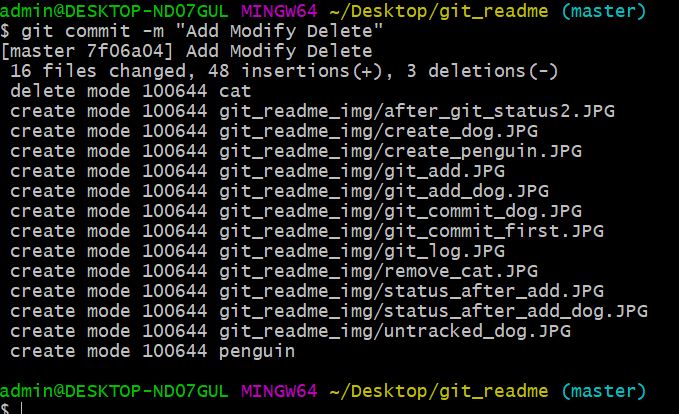 admin@DESKTOP-ND07GUL MINGW64 ~/Desktop/git_readme (master)
$ git commit -m "Add Modify Delete"
[master 7f06a04] Add Modify Delete
 16 files changed, 48 insertions(+), 3 deletions(-)
 delete mode 100644 cat
 create mode 100644 git_readme_img/after_git_status2.JPG
 create mode 100644 git_readme_img/create_dog.JPG
 create mode 100644 git_readme_img/create_penguin.JPG
 create mode 100644 git_readme_img/git_add.JPG
 create mode 100644 git_readme_img/git_add_dog.JPG
 create mode 100644 git_readme_img/git_commit_dog.JPG
 create mode 100644 git_readme_img/git_commit_first.JPG
 create mode 100644 git_readme_img/git_log.JPG
 create mode 100644 git_readme_img/remove_cat.JPG
 create mode 100644 git_readme_img/status_after_add.JPG
 create mode 100644 git_readme_img/status_after_add_dog.JPG
 create mode 100644 git_readme_img/untracked_dog.JPG
 create mode 100644 penguin
admin@DESKTOP-ND07GUL MINGW64 ~/Desktop/git_readme (master)
$